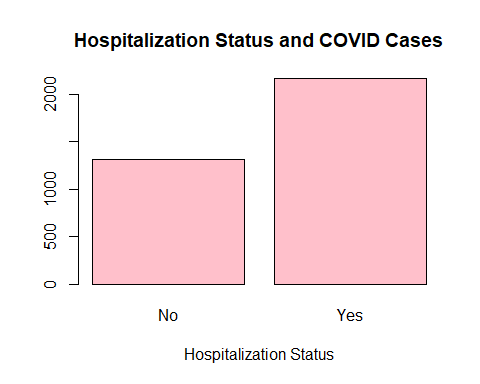 Hospitalization Status and COVID Cases
2000
1000
500
0
No
Yes
Hospitalization Status